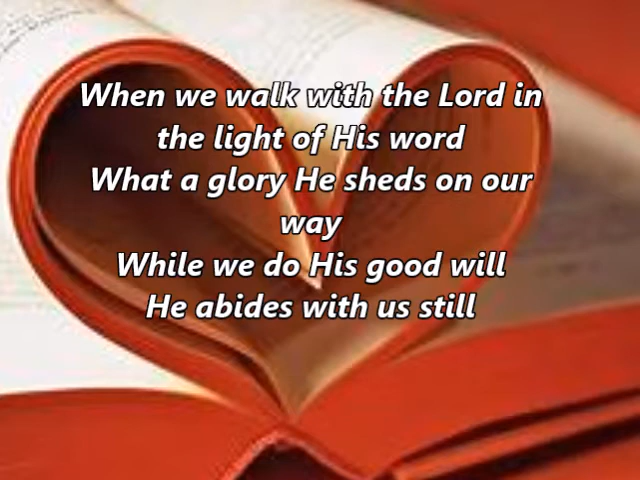 When we walk with the Lord in
the light of His word
What a glory He sheds on our
way
While we do His good will
He abides with us still